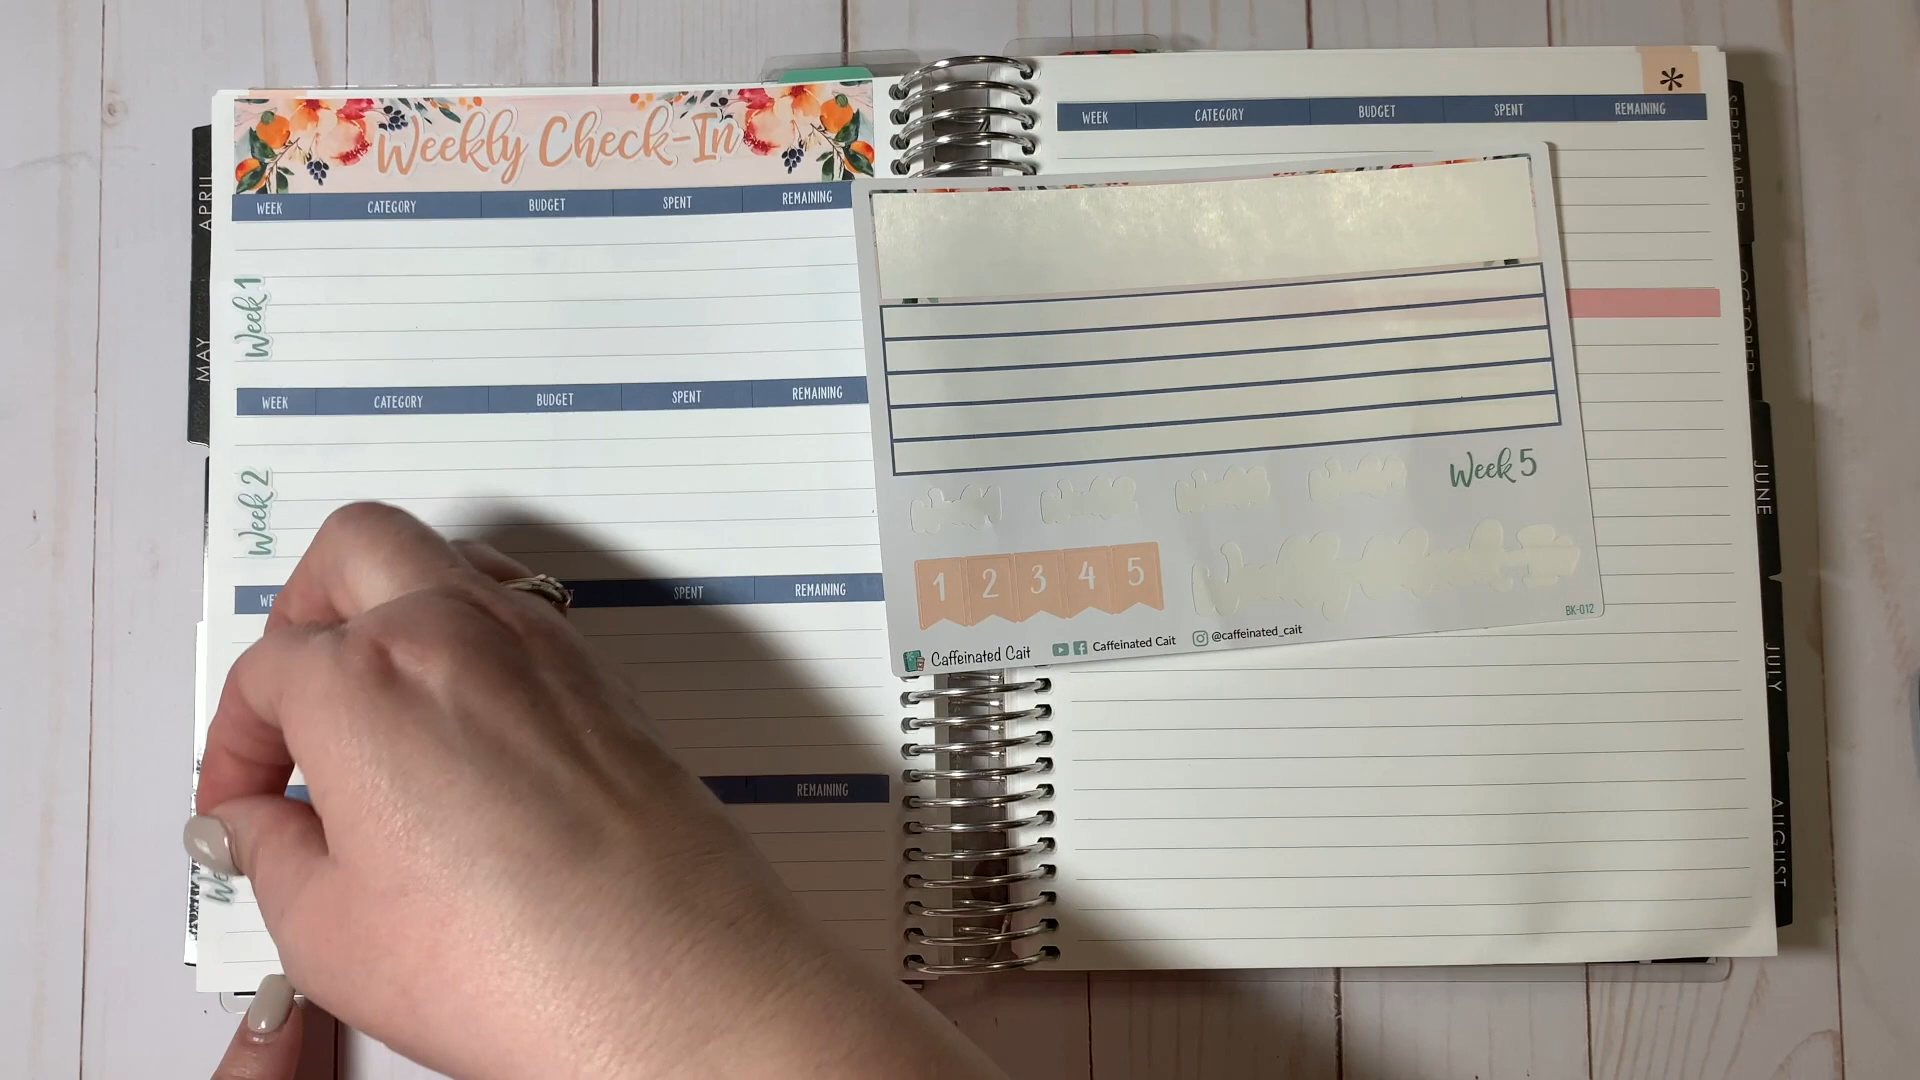 APRIL
MAY
Weekly Check-In
WEEK CATEGORY BUDGET SPENT REMAINING
Week 1
WEEK CATEGORY BUDGET SPENT REMAINING
Week 2
SPENT REMAINING
REMAINING
*
WEEK CATEGORY BUDGET SPENT REMAINING
Week 5
1 2 3 4 5
BK-012
Caffeinated Cait Caffeinated Cait @caffeinated_cait
SEPTEMBER
OCTOBER
JUNE
JULY
AUGUST